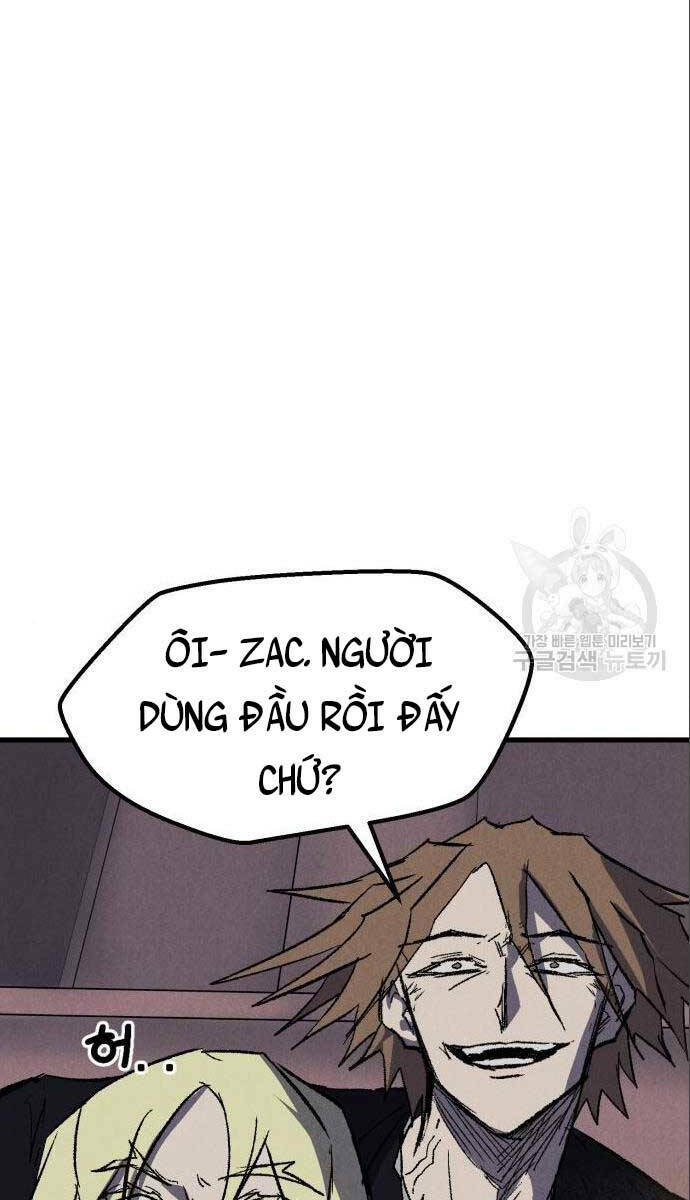 가장 빠른 웹툰 미리보기
구글검색 뉴토끼
ÔI- ZAC. NGƯỜI
DÙNG ĐẦU RỒI ĐẤY
CHỨ?
허..